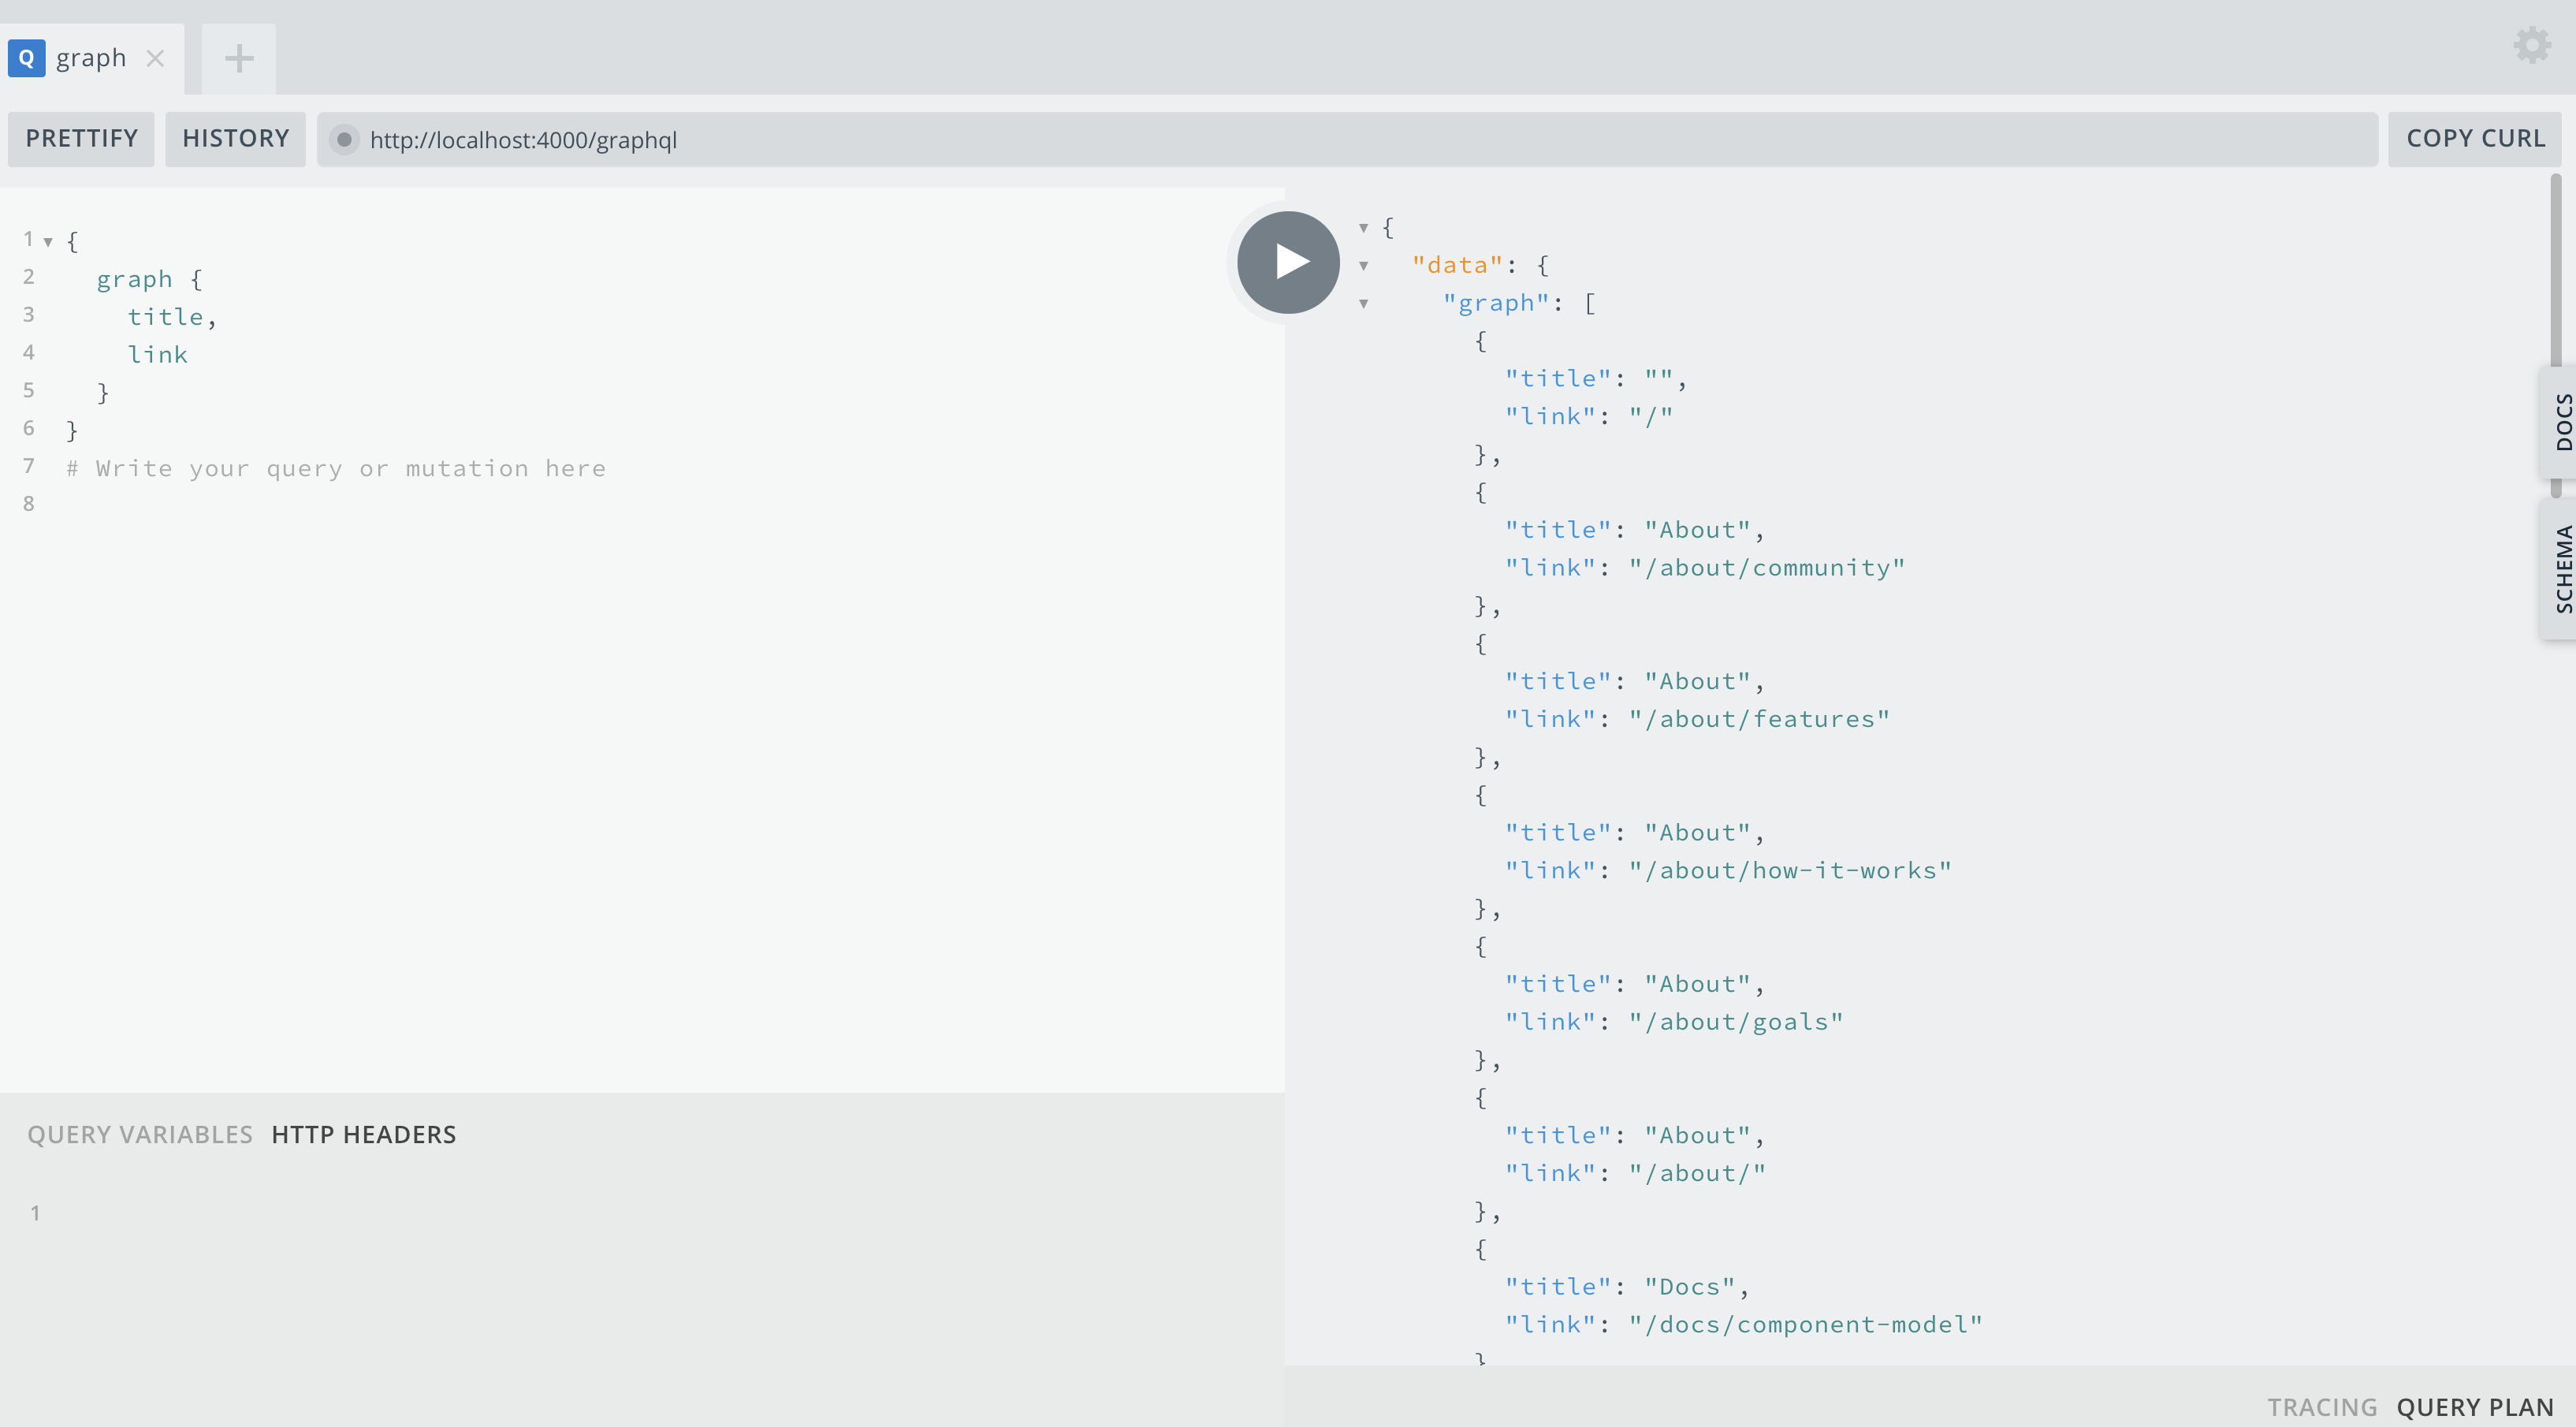 Q graph
PRETTIFY HISTORY http://localhost:4000/graphql COPY CURL
1 {
2 graph {
3 title,
4 link
5 }
6 }
7 # Write your query or mutation here
8
QUERY VARIABLES HTTP HEADERS
1
{
"data": {
"graph": [
{
"title": "",
"link": "/"
},
{
"title": "About",
"link": "/about/community"
},
{
"title": "About",
"link": "/about/features"
},
{
"title": "About",
"link": "/about/how-it-works"
},
{
"title": "About",
"link": "/about/goals"
},
{
"title": "About",
"link": "/about/"
},
{
"title": "Docs",
"link": "/docs/component-model"
}
DOCS
SCHEMA
TRACING QUERY PLAN